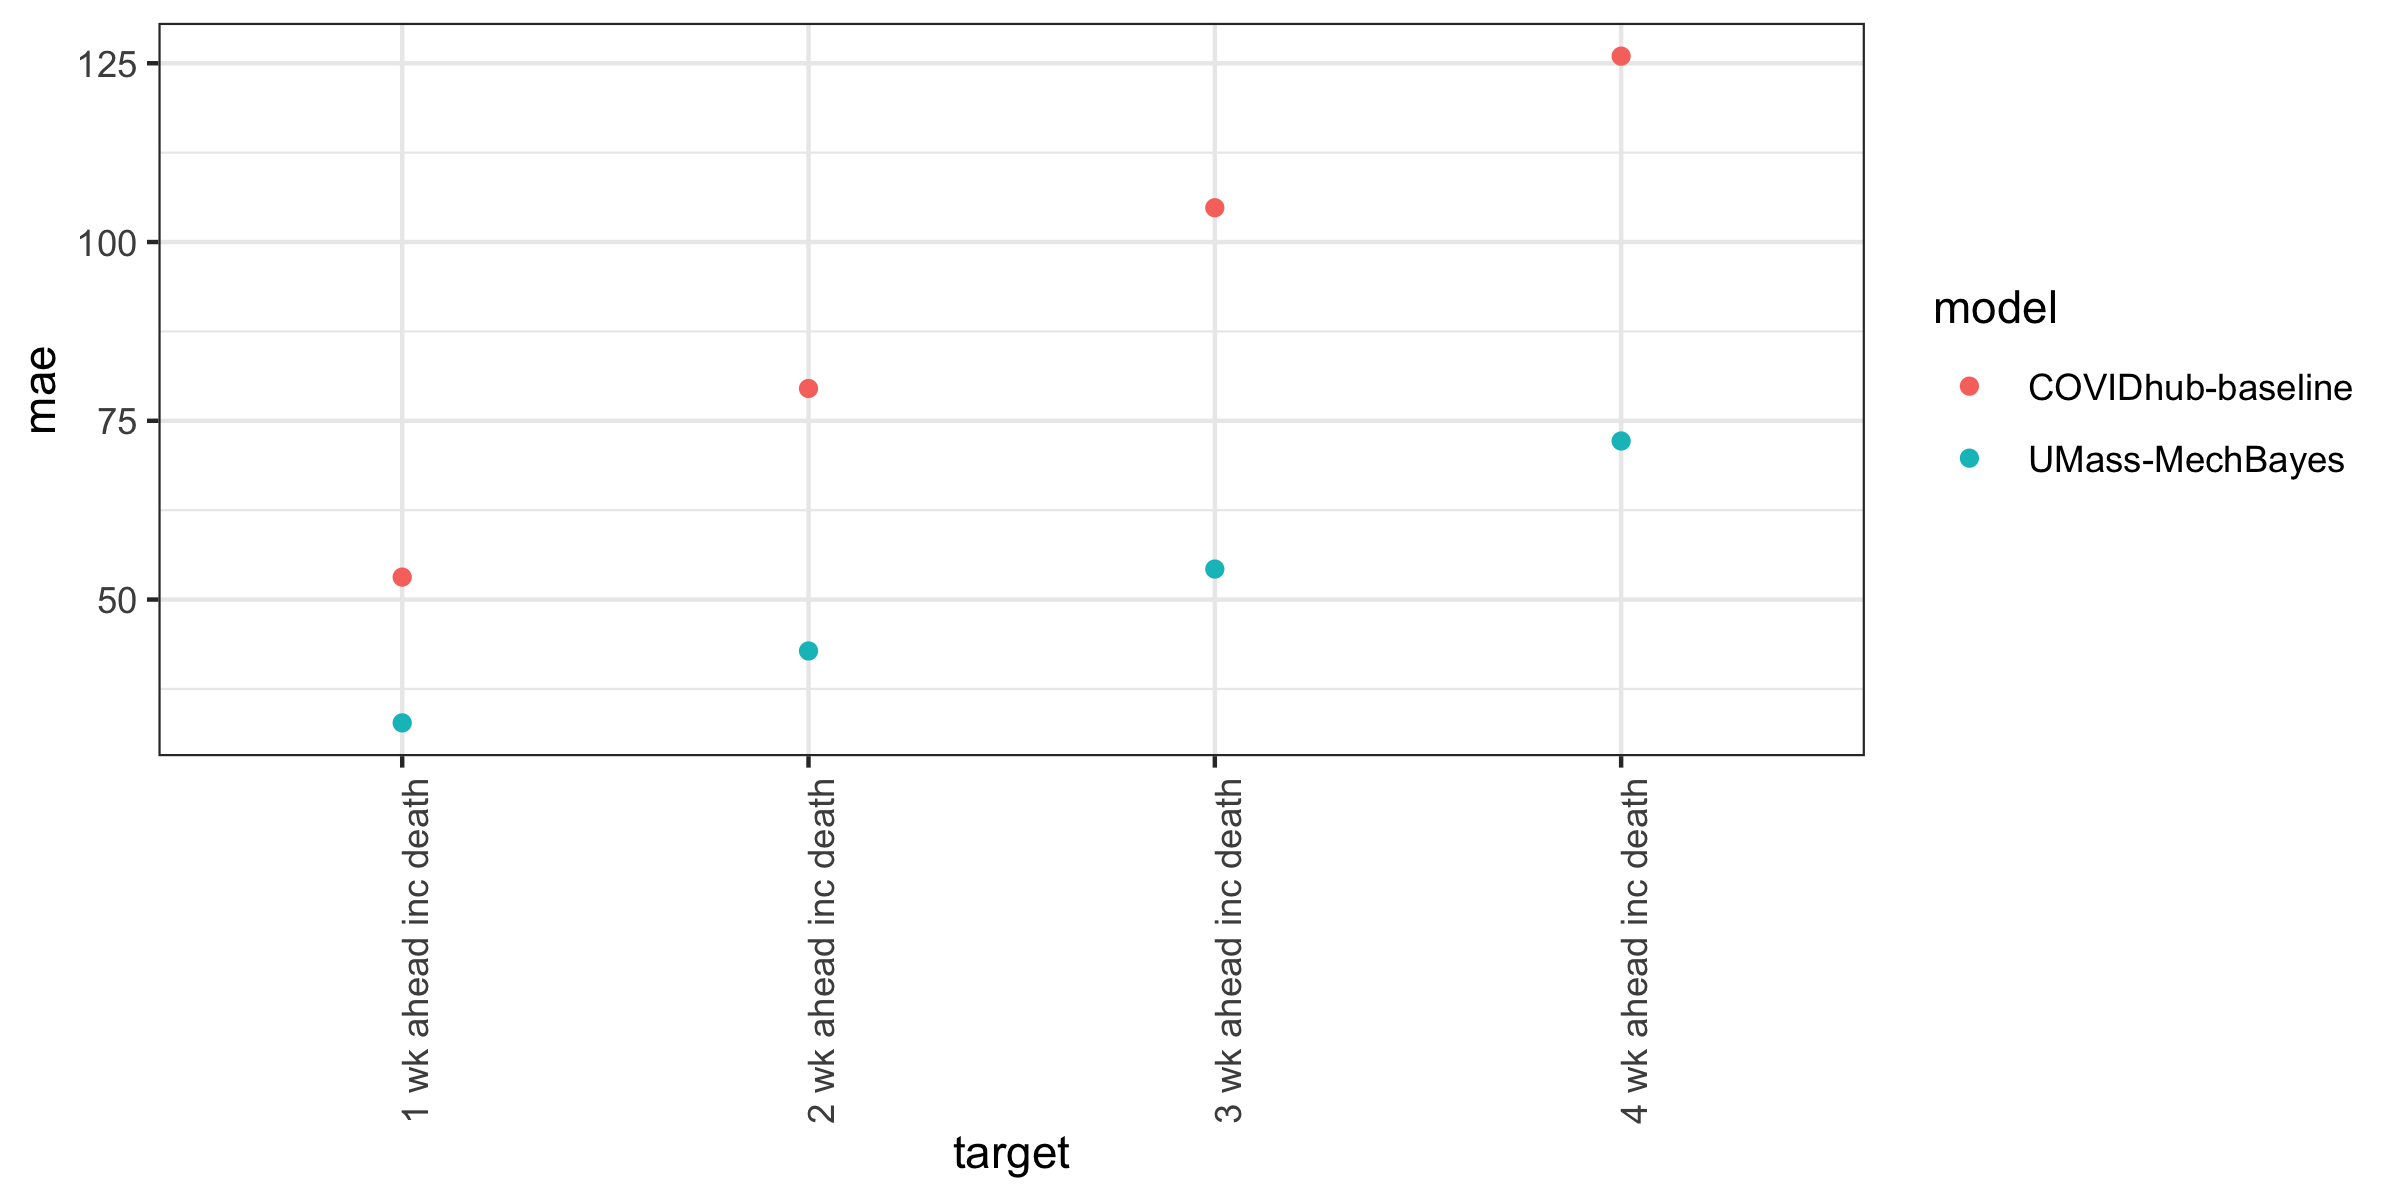 125
100
75
50
mae
1 wk ahead inc death
2 wk ahead inc death
3 wk ahead inc death
4 wk ahead inc death
target
model
COVIDhub-baseline
UMass-MechBayes